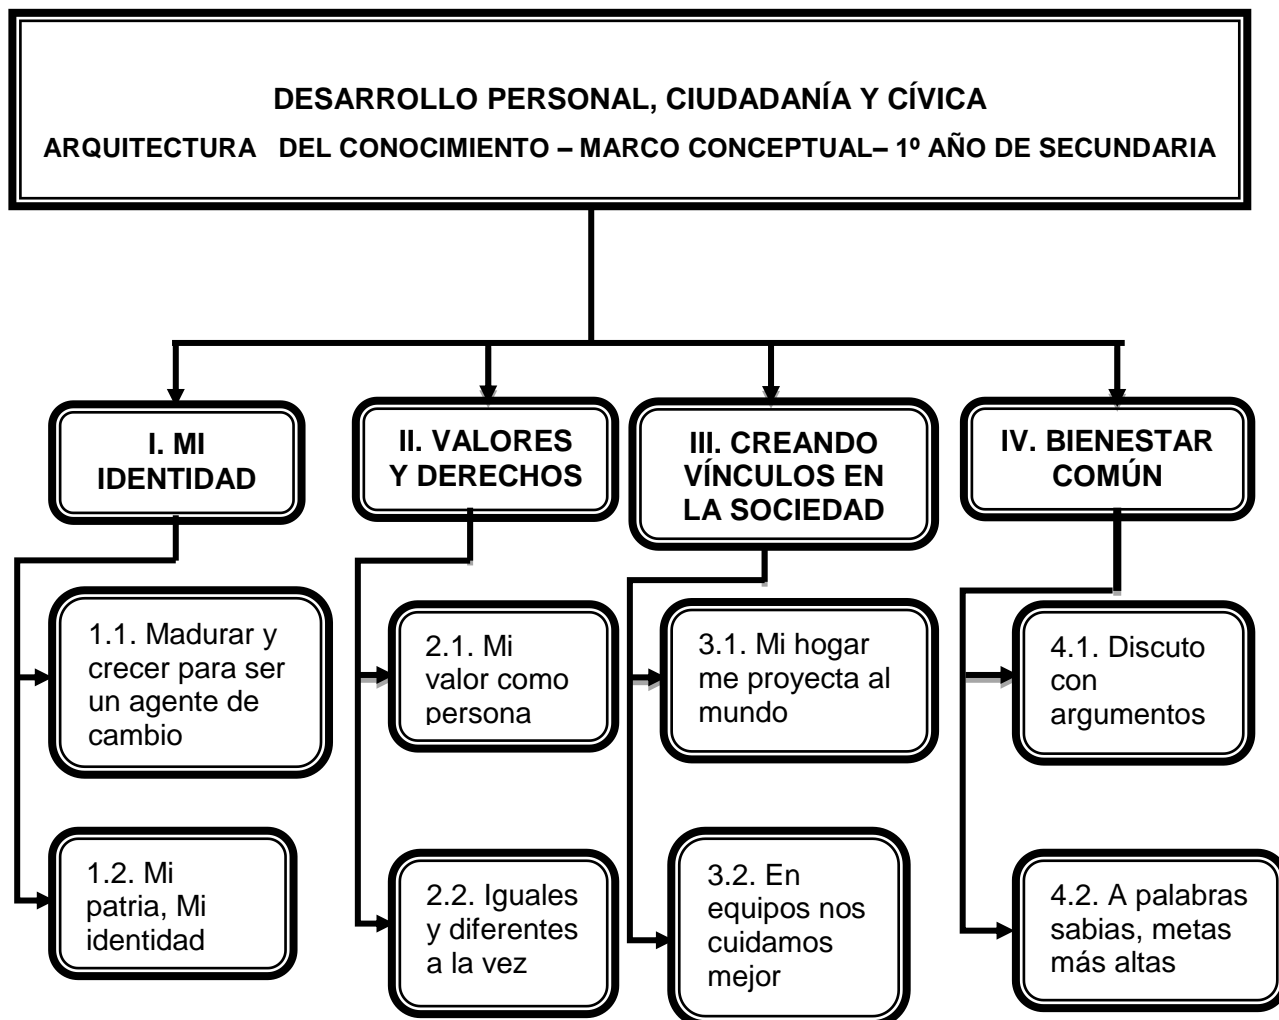 DESARROLLO PERSONAL, CIUDADANÍA Y CÍVICA
ARQUITECTURA DEL CONOCIMIENTO – MARCO CONCEPTUAL– 1º AÑO DE SECUNDARIA
I. MI
IDENTIDAD
II. VALORES
Y DERECHOS
III. CREANDO
VÍNCULOS EN
LA SOCIEDAD
IV. BIENESTAR
COMÚN
1.1. Madurar y
crecer para ser
un agente de
cambio
2.1. Mi
valor como
persona
3.1. Mi hogar
me proyecta al
mundo
4.1. Discuto
con
argumentos
1.2. Mi
patria, Mi
identidad
2.2. Iguales
y diferentes
a la vez
3.2. En
equipos nos
cuidamos
mejor
4.2. A palabras
sabias, metas
más altas